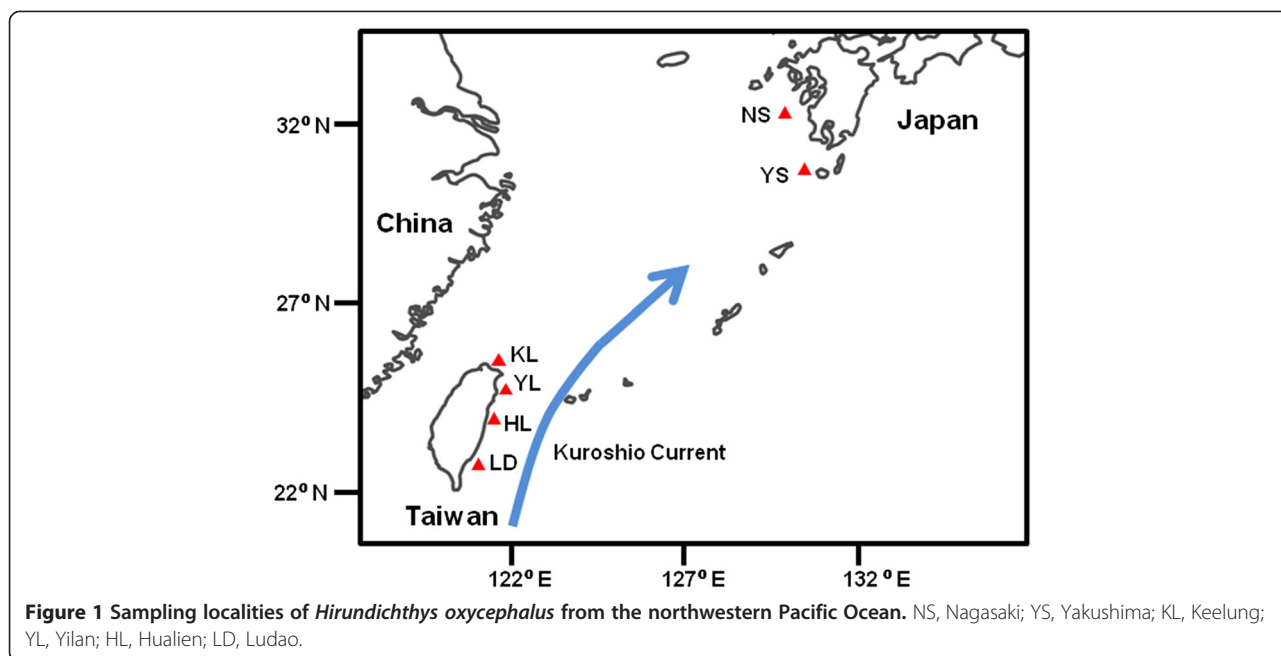 32° N
NS
Japan
YS
China
27° N
KL
YL
HL
Kuroshio Current
LD
22° N
Taiwan
122° E 127° E 132° E
Figure 1 Sampling localities of Hirundichthys oxycephalus from the northwestern Pacific Ocean. NS, Nagasaki; YS, Yakushima; KL, Keelung;
YL, Yilan; HL, Hualien; LD, Ludao.